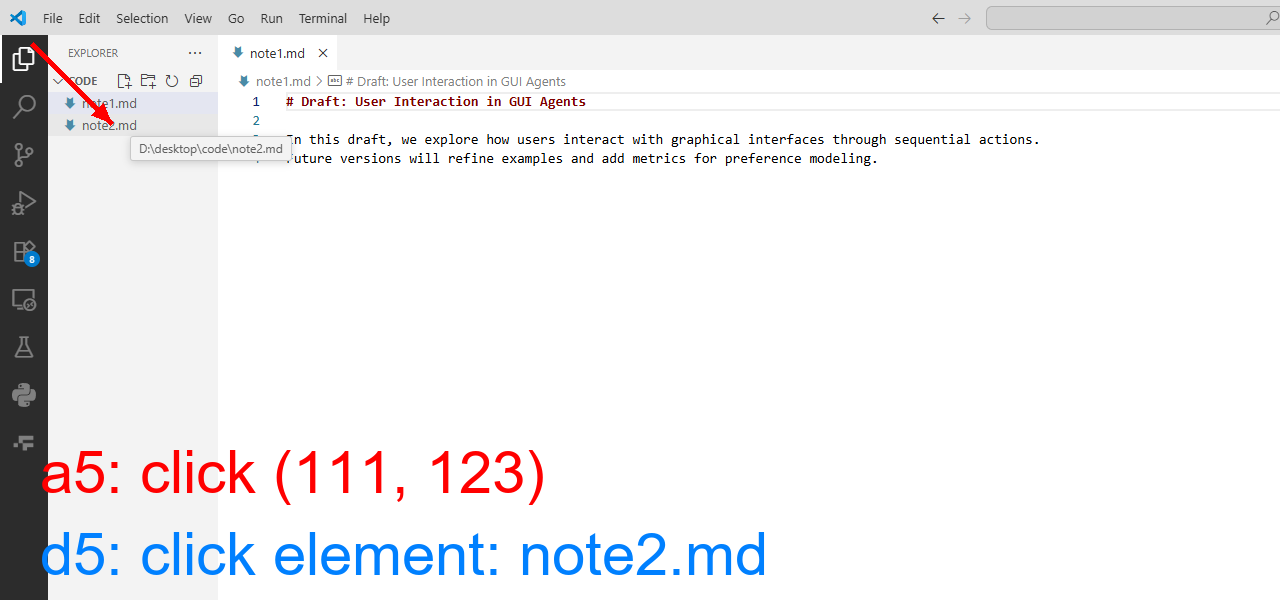 File Edit Selection View Go Run Terminal Help
EXPLORER ···
note1.md
CODE
note1.md
note2.md
D:\desktop\code\note2.md
note1.md > # Draft: User Interaction in GUI Agents
1 # Draft: User Interaction in GUI Agents
2
In this draft, we explore how users interact with graphical interfaces through sequential actions.
Future versions will refine examples and add metrics for preference modeling.
8
a5: click (111, 123)
d5: click element: note2.md